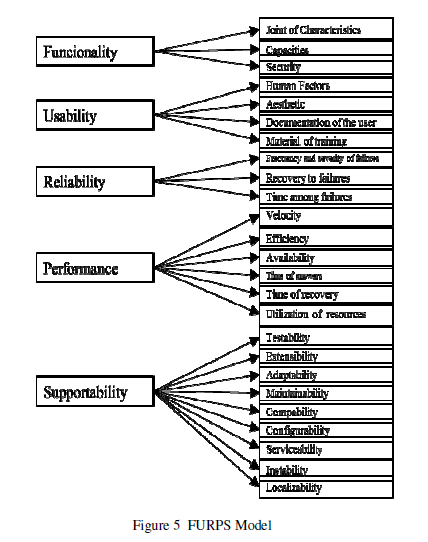 Funcionality
Joint of Characteristics
Capacities
Security
Usability
Human Factors
Aesthetic
Documentation of the user
Material of training
Reliability
Frecuency and severity of failures
Recovery to failures
Time among failures
Performance
Velocity
Efficiency
Availability
Time of answers
Time of recovery
Utilization of resources
Supportability
Testability
Extensibility
Adaptability
Maintainability
Compability
Configurability
Serviceability
Instability
Localizability
Figure 5 FURPS Model